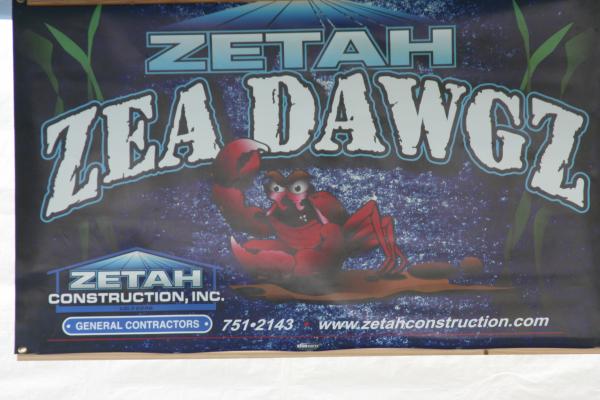 ZETAH
ZEA DAWGZ
ZETAH
CONSTRUCTION, INC.
GENERAL CONTRACTORS
751•2143 • www.zetahconstruction.com